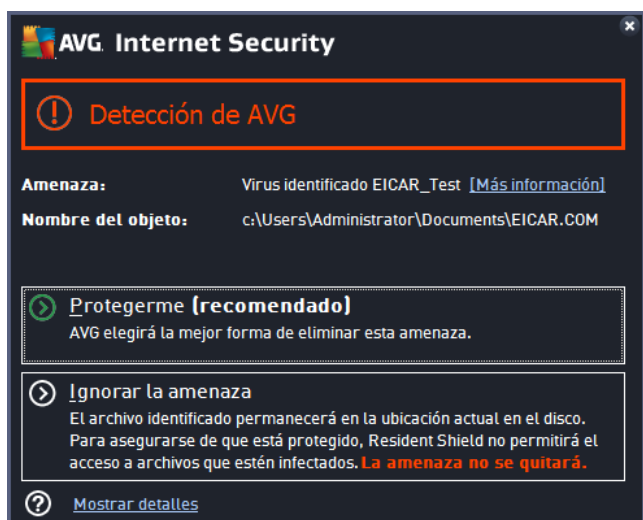 AVG. Internet Security
Detección de AVG
Amenaza: Virus identificado EICAR_Test [Más información]
Nombre del objeto: c:\Users\Administrator\Documents\EICAR.COM
Protegerme (recomendado)
AVG elegirá la mejor forma de eliminar esta amenaza.
Ignorar la amenaza
El archivo identificado permanecerá en la ubicación actual en el disco.
Para asegurarse de que está protegido, Resident Shield no permitirá el
acceso a archivos que estén infectados. La amenaza no se quitará.
Mostrar detalles